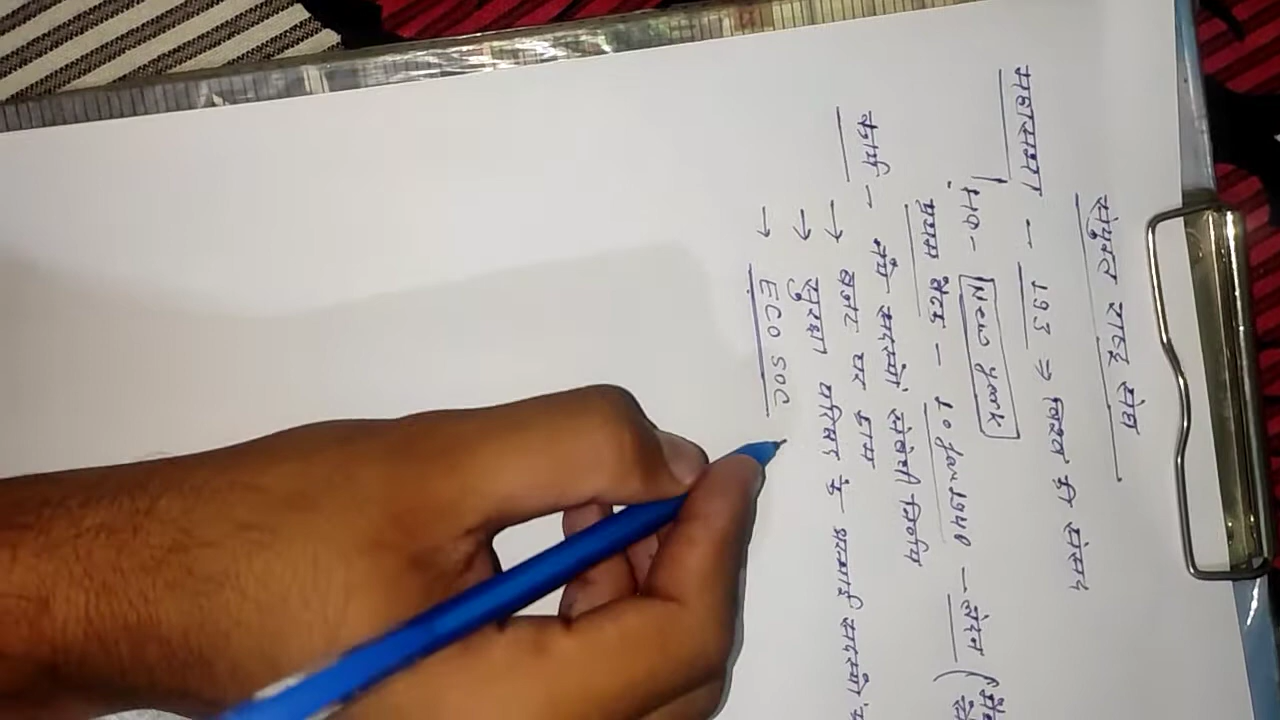 संयुक्त राष्ट्र संघ
महासभा - 193 ⇒ विश्व की संसद
HQ - New york
प्रथम बैठक - 10 Jan 1946 - लंदन (
कार्य - नये सदस्यों संबंधी निर्णय
→ बजट पर काम
→ सुरक्षा परिषद के अस्थाई सदस्यों
→ ECO SOC